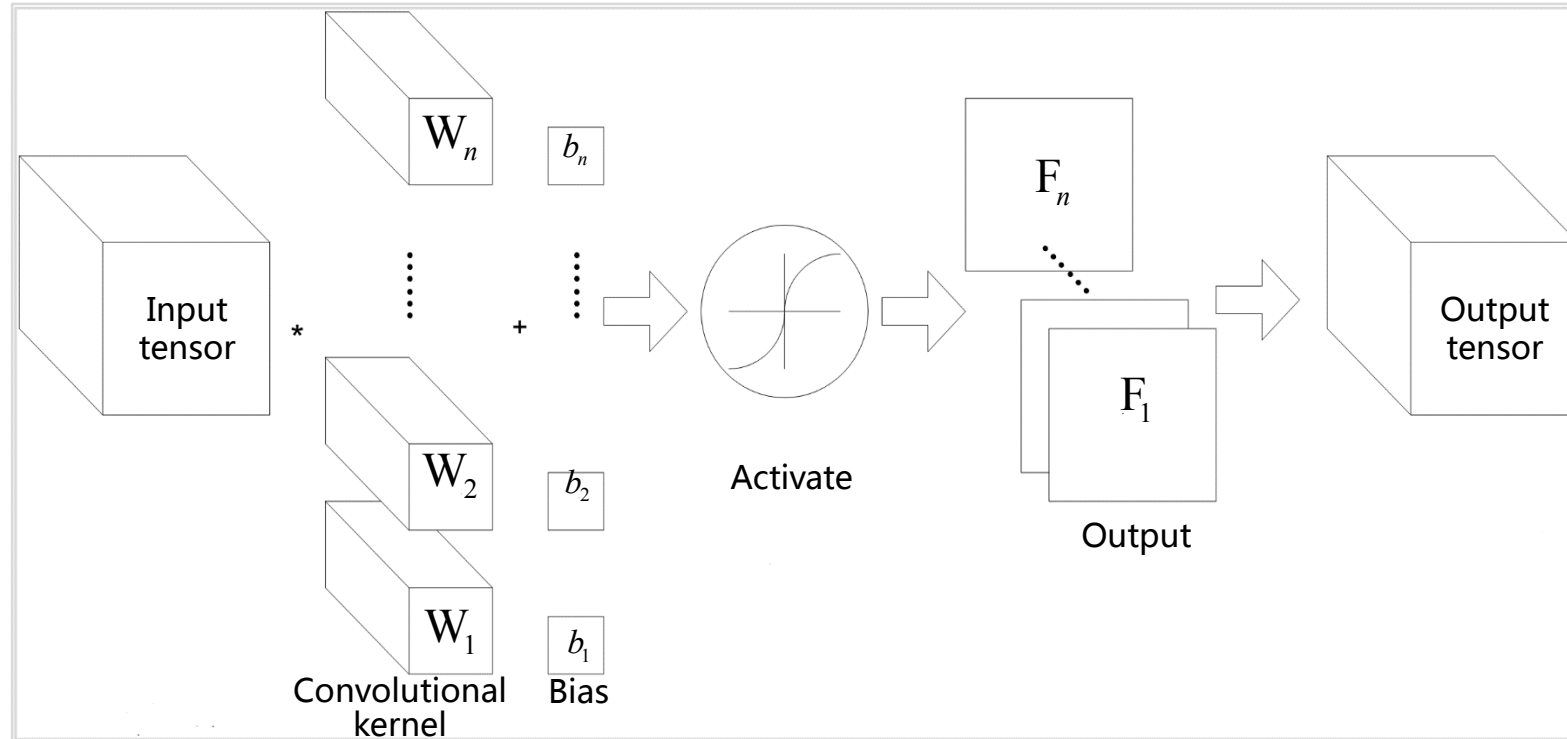 Input
tensor
*
W_n
W_2
W_1
Convolutional
kernel
+
b_n
b_2
b_1
Bias
Activate
F_n
F_1
Output
Output
tensor